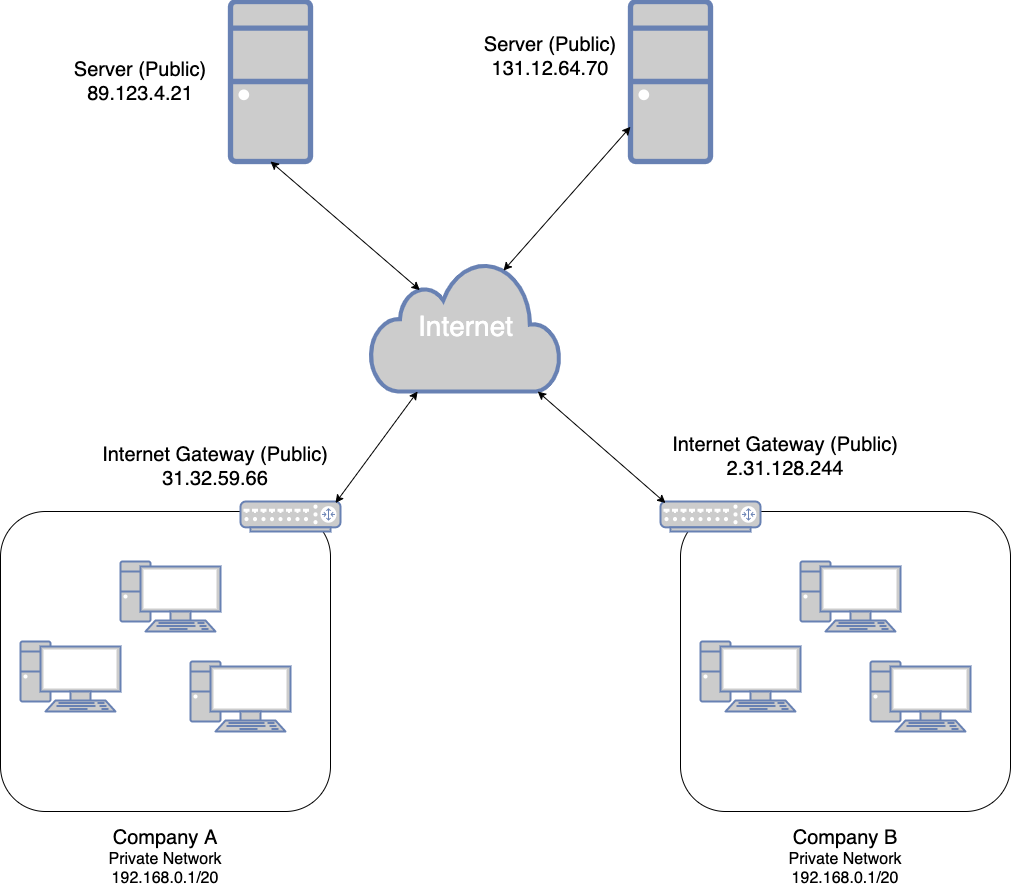 Server (Public)
89.123.4.21
Server (Public)
131.12.64.70
Internet
Internet Gateway (Public)
31.32.59.66
Internet Gateway (Public)
2.31.128.244
Company A
Private Network
192.168.0.1/20
Company B
Private Network
192.168.0.1/20